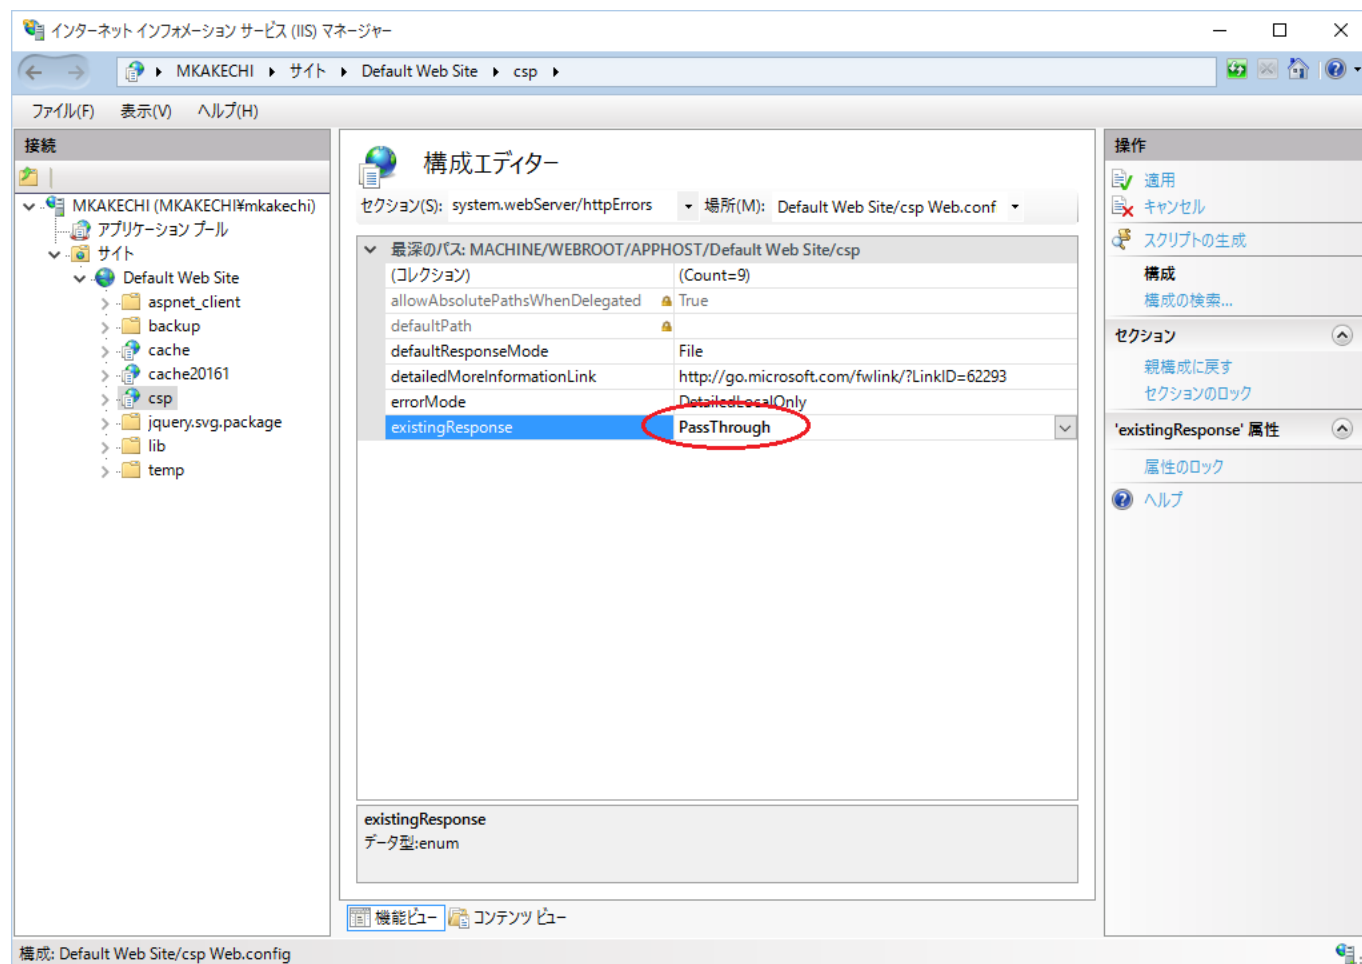 インターネット インフォメーション サービス (IIS) マネージャー
MKAKECHI ▸ サイト ▸ Default Web Site ▸ csp ▸
ファイル(F) 表示(V) ヘルプ(H)
接続
MKAKECHI (MKAKECHI¥mkakechi)
アプリケーション プール
サイト
Default Web Site
aspnet_client
backup
cache
cache20161
csp
jquery.svg.package
lib
temp
構成エディター
セクション(S): system.webServer/httpErrors 場所(M): Default Web Site/csp Web.conf
最深のパス: MACHINE/WEBROOT/APPHOST/Default Web Site/csp
(コレクション) (Count=9)
allowAbsolutePathsWhenDelegated True
defaultPath
defaultResponseMode File
detailedMoreInformationLink http://go.microsoft.com/fwlink/?LinkID=62293
errorMode DetailedLocalOnly
existingResponse PassThrough
existingResponse
データ型:enum
機能ビュー コンテンツ ビュー
操作
適用
キャンセル
スクリプトの生成
構成
構成の検索...
セクション
親構成に戻す
セクションのロック
'existingResponse' 属性
属性のロック
ヘルプ
構成: Default Web Site/csp Web.config